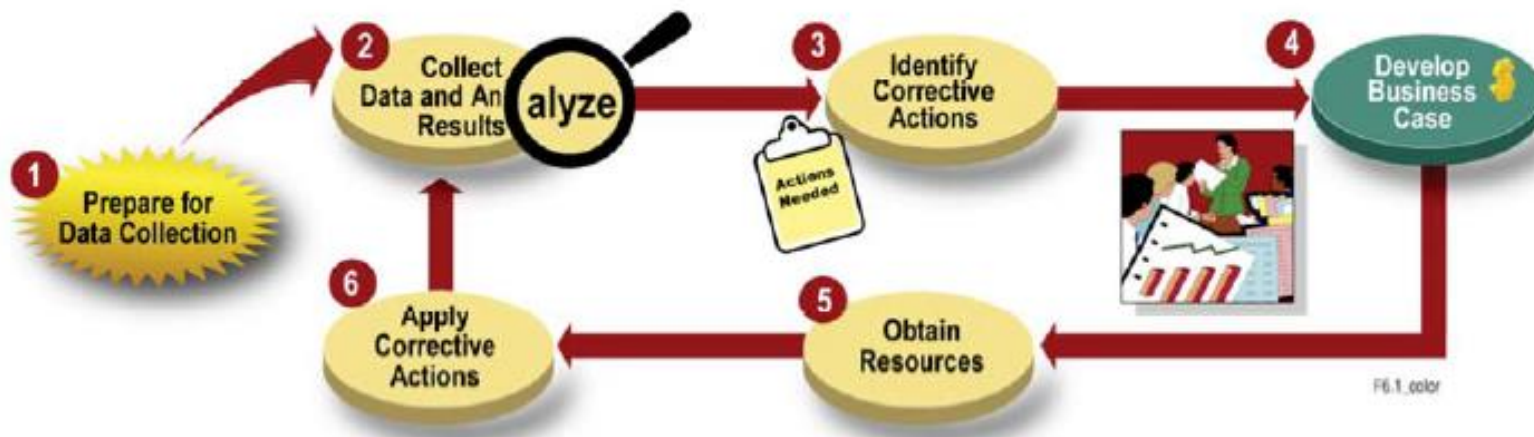 1
Prepare for
Data Collection
2
Collect
Data and An
alyze
Results
3
Identify
Corrective
Actions
Actions
Needed
4
Develop
Business
Case
5
Obtain
Resources
6
Apply
Corrective
Actions
F6.1_color